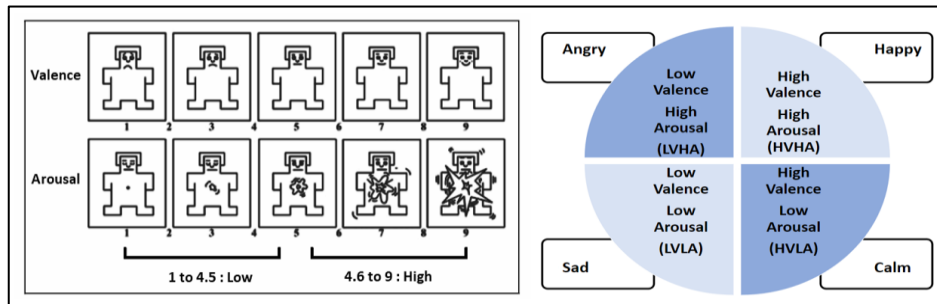 Valence
1 2 3 4 5 6 7 8 9
Arousal
1 2 3 4 5 6 7 8 9
1 to 4.5 : Low
4.6 to 9 : High
Angry
Happy
Low
Valence
High
Arousal
(LVHA)
High
Valence
High
Arousal
(HVHA)
Low
Valence
Low
Arousal
(LVLA)
High
Valence
Low
Arousal
(HVLA)
Sad
Calm